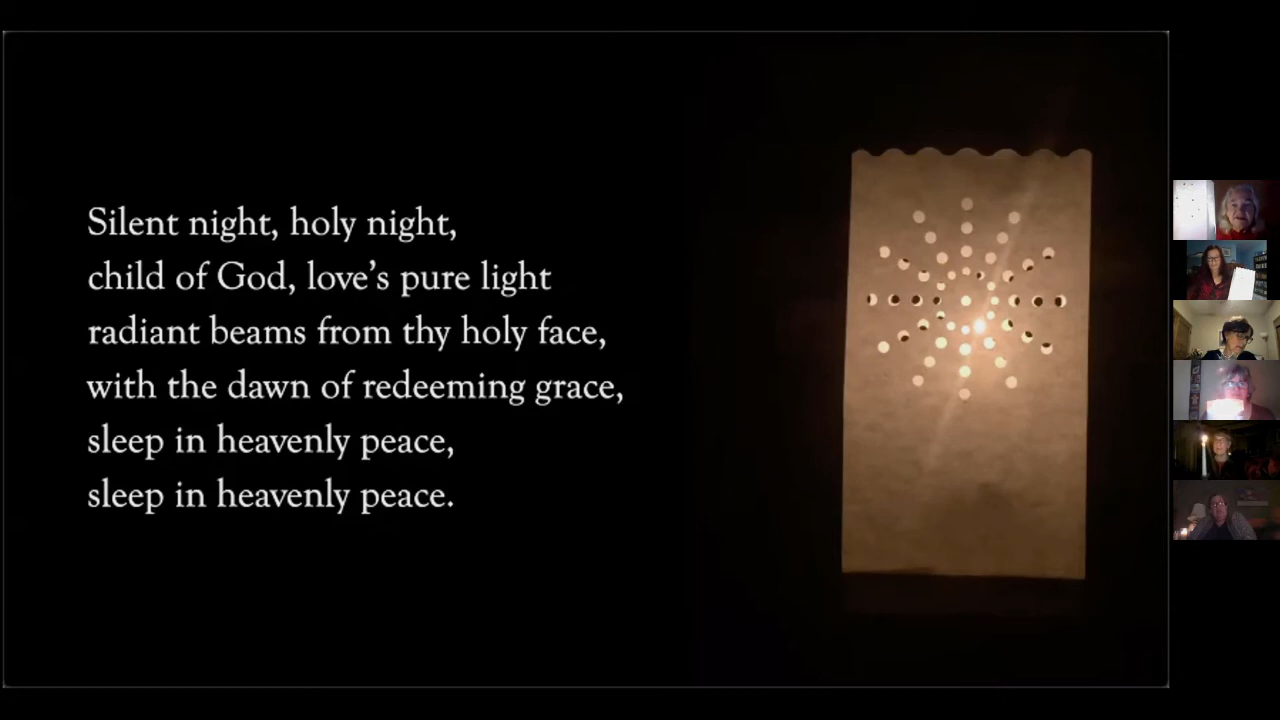 Silent night, holy night,
child of God, love’s pure light
radiant beams from thy holy face,
with the dawn of redeeming grace,
sleep in heavenly peace,
sleep in heavenly peace.